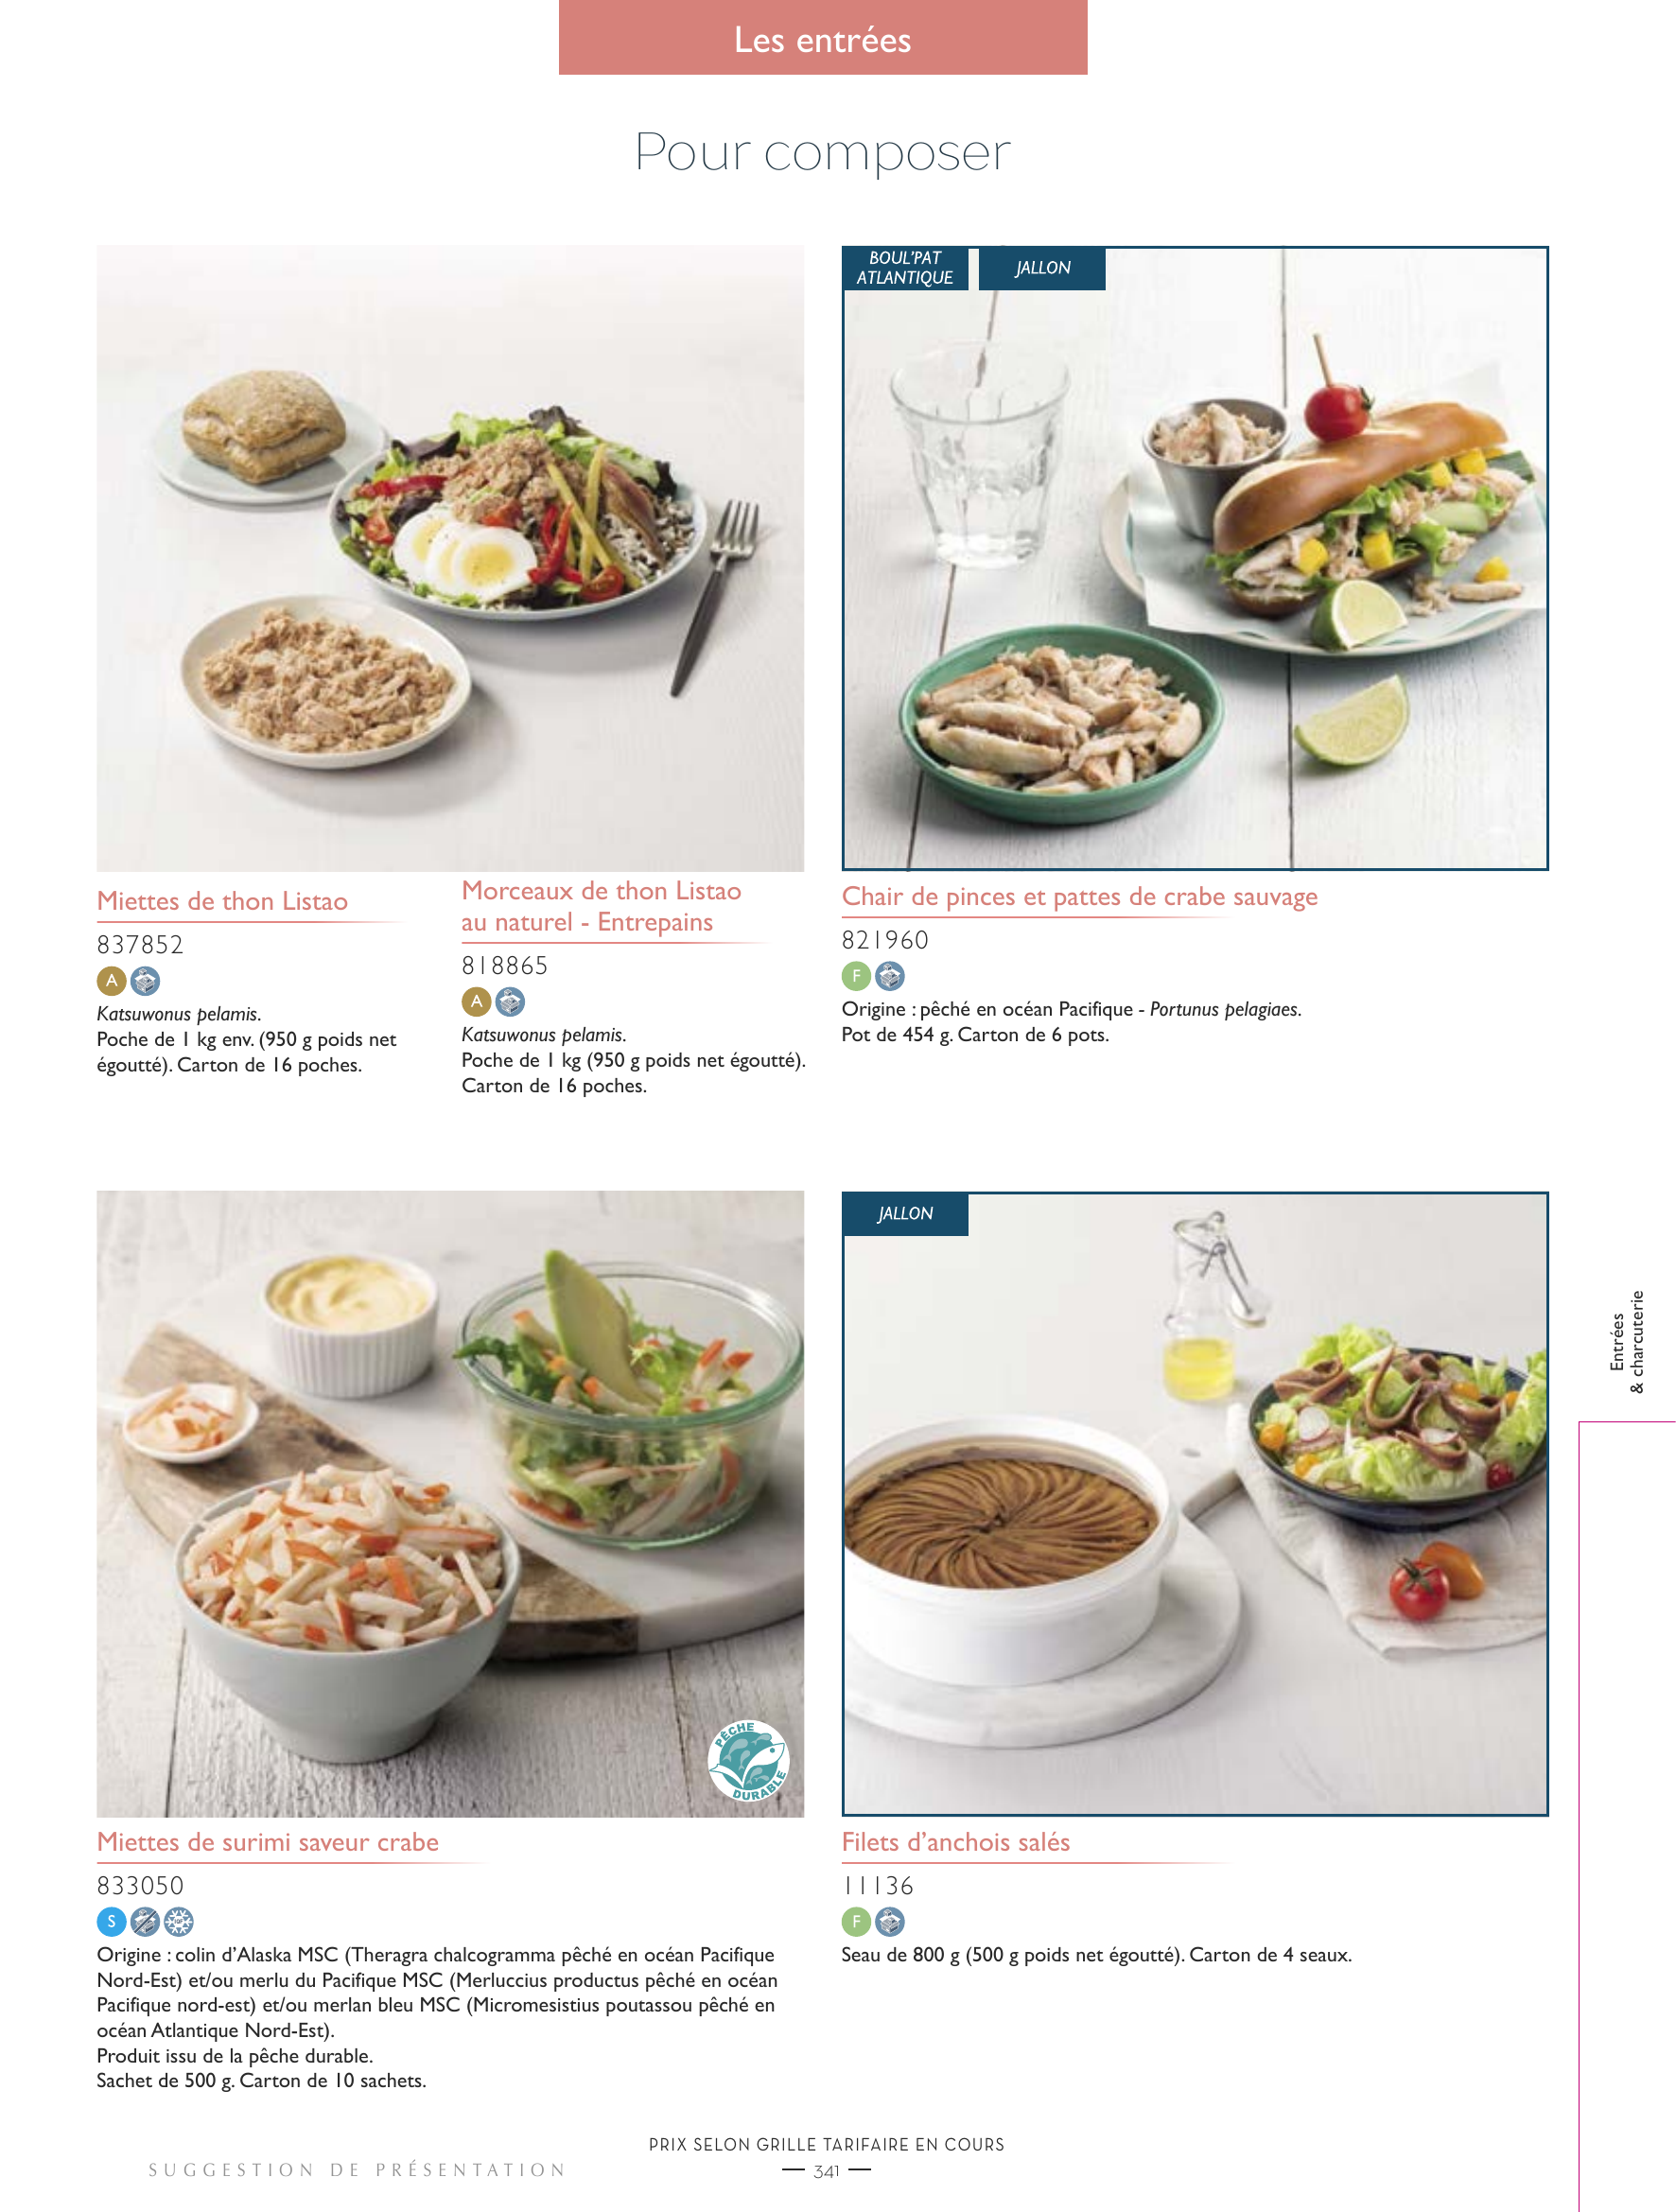 Les entrées
Pour composer
BOUL'PAT
ATLANTIQUE
JALLON
Miettes de thon Listao
837852
A
Katsuwonus pelamis.
Poche de 1 kg env. (950 g poids net
égoutté). Carton de 16 poches.
Morceaux de thon Listao
au naturel - Entrepains
818865
A
Katsuwonus pelamis.
Poche de 1 kg (950 g poids net égoutté).
Carton de 16 poches.
Chair de pinces et pattes de crabe sauvage
821960
F
Origine : pêché en océan Pacifique - Portunus pelagiaes.
Pot de 454 g. Carton de 6 pots.
PÊCHE
DURABLE
Miettes de surimi saveur crabe
833050
S
Origine : colin d'Alaska MSC (Theragra chalcogramma pêché en océan Pacifique
Nord-Est) et/ou merlu du Pacifique MSC (Merluccius productus pêché en océan
Pacifique nord-est) et/ou merlan bleu MSC (Micromesistius poutassou pêché en
océan Atlantique Nord-Est).
Produit issu de la pêche durable.
Sachet de 500 g. Carton de 10 sachets.
JALLON
Filets d'anchois salés
11136
F
Seau de 800 g (500 g poids net égoutté). Carton de 4 seaux.
Entrées
& charcuterie
PRIX SELON GRILLE TARIFAIRE EN COURS
SUGGESTION DE PRÉSENTATION
341